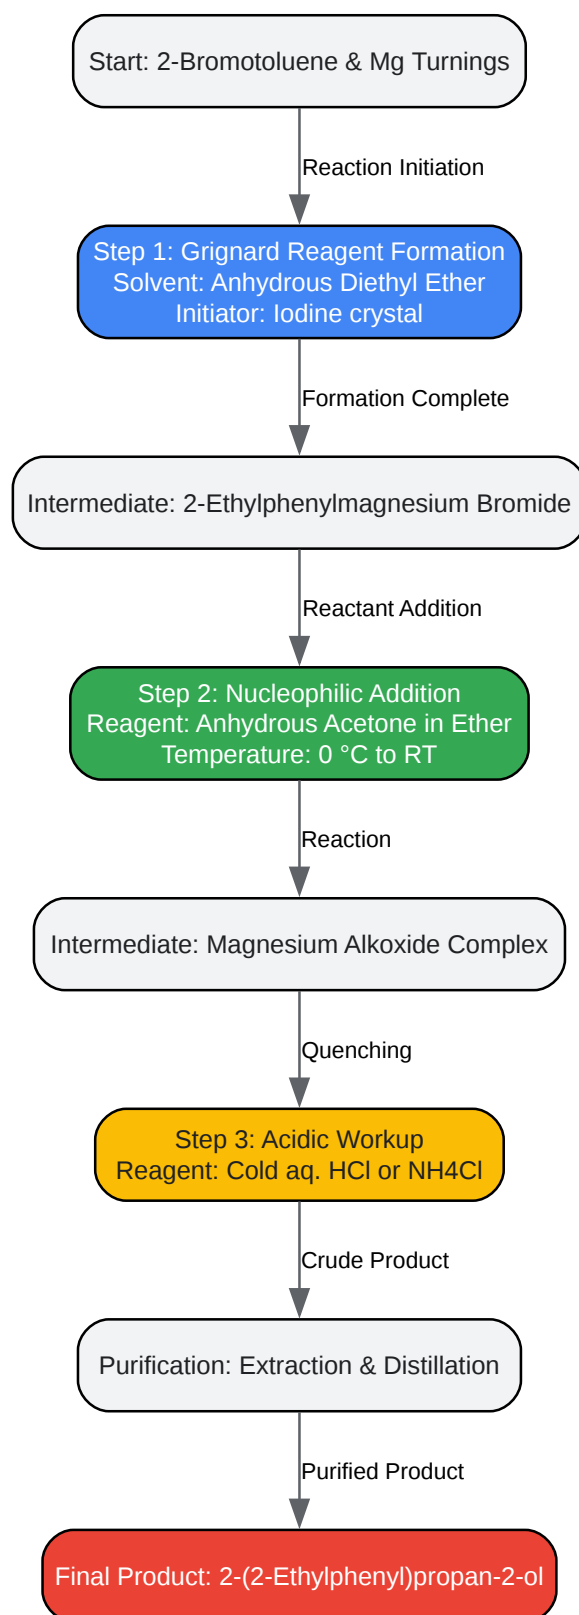 Start: 2-Bromotoluene & Mg Turnings
Reaction Initiation
Step 1: Grignard Reagent Formation
Solvent: Anhydrous Diethyl Ether
Initiator: Iodine crystal
Formation Complete
Intermediate: 2-Ethylphenylmagnesium Bromide
Reactant Addition
Step 2: Nucleophilic Addition
Reagent: Anhydrous Acetone in Ether
Temperature: 0 °C to RT
Reaction
Intermediate: Magnesium Alkoxide Complex
Quenching
Step 3: Acidic Workup
Reagent: Cold aq. HCl or NH4Cl
Crude Product
Purification: Extraction & Distillation
Purified Product
Final Product: 2-(2-Ethylphenyl)propan-2-ol